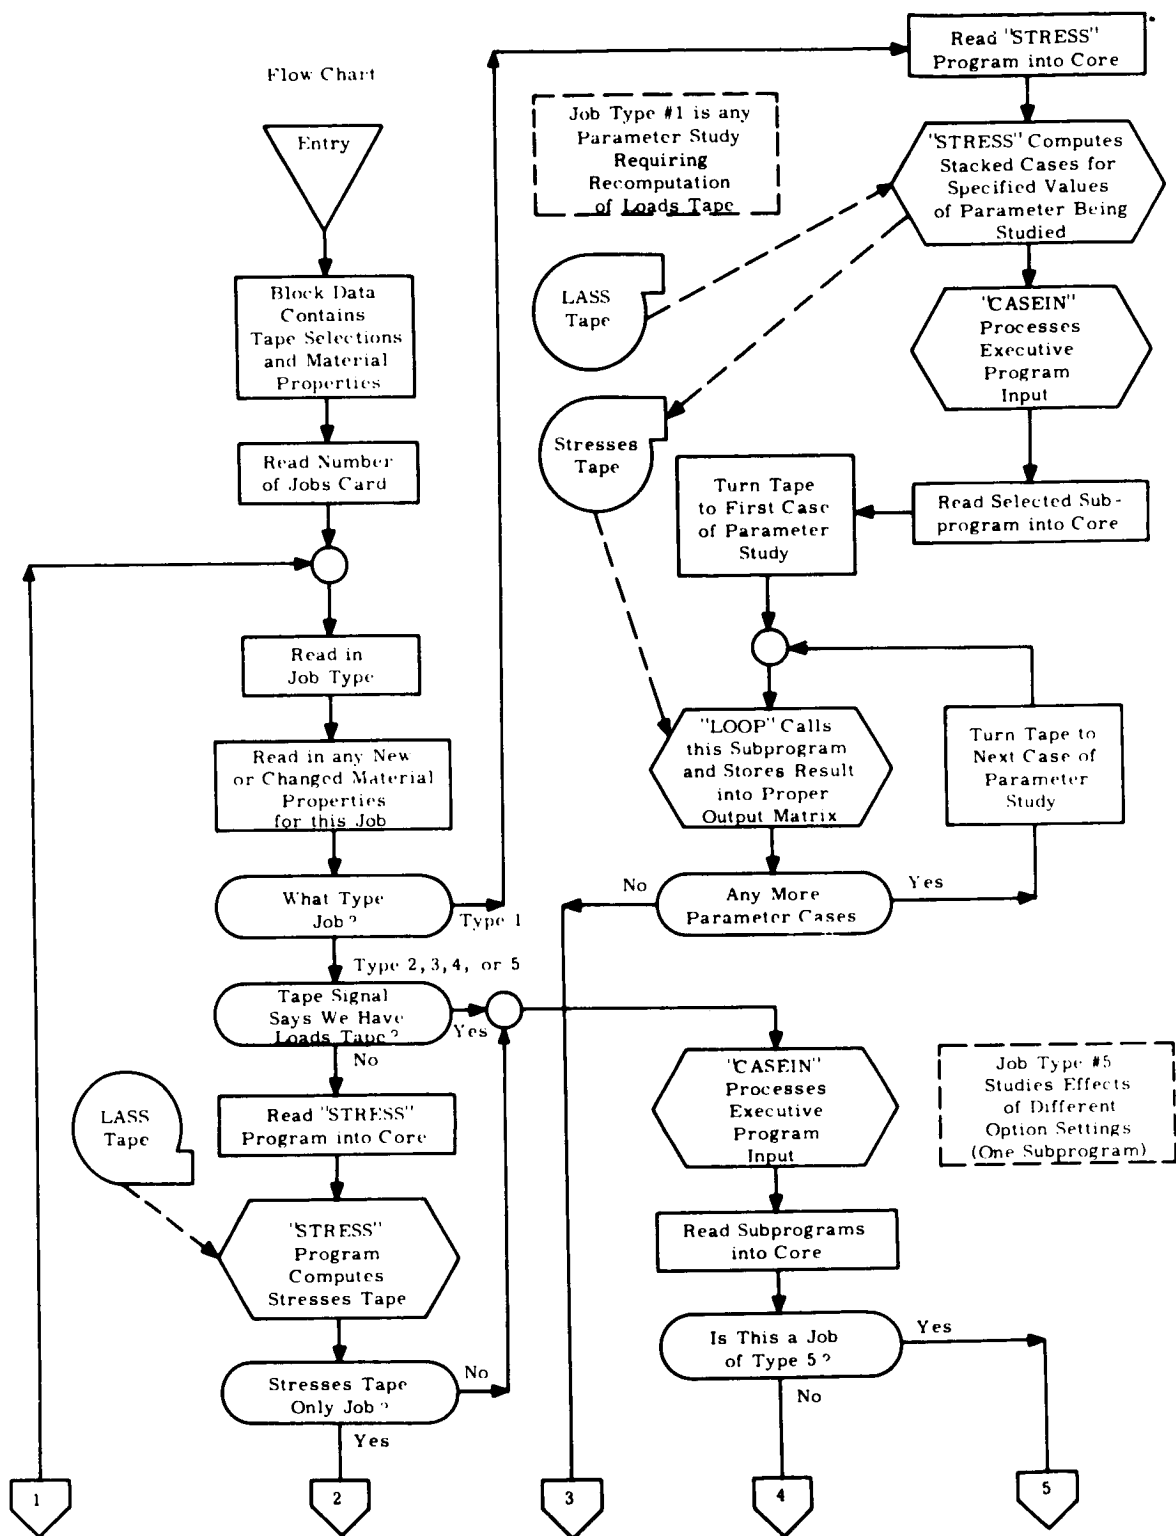 Flow Chart
Entry
Block Data
Contains
Tape Selections
and Material
Properties
Read Number
of Jobs Card
Read in
Job Type
Read in any New
or Changed Material
Properties
for this Job
What Type
Job?
Type 1
Type 2, 3, 4, or 5
Tape Signal
Says We Have
Loads Tape?
Yes
No
LASS
Tape
Read "STRESS"
Program into Core
"STRESS"
Program
Computes
Stresses Tape
Stresses Tape
Only Job?
No
Yes
1
2
Read "STRESS"
Program into Core
Job Type #1 is any
Parameter Study
Requiring
Recomputation
of Loads Tape
"STRESS" Computes
Stacked Cases for
Specified Values
of Parameter Being
Studied
LASS
Tape
"CASEIN"
Processes
Executive
Program
Input
Stresses
Tape
Turn Tape
to First Case
of Parameter
Study
Read Selected Sub-
program into Core
"LOOP" Calls
this Subprogram
and Stores Result
into Proper
Output Matrix
Turn Tape to
Next Case of
Parameter
Study
No
Any More
Parameter Cases
Yes
"CASEIN"
Processes
Executive
Program
Input
Job Type #5
Studies Effects
of Different
Option Settings
(One Subprogram)
Read Subprograms
into Core
Is This a Job
of Type 5?
Yes
No
3
4
5